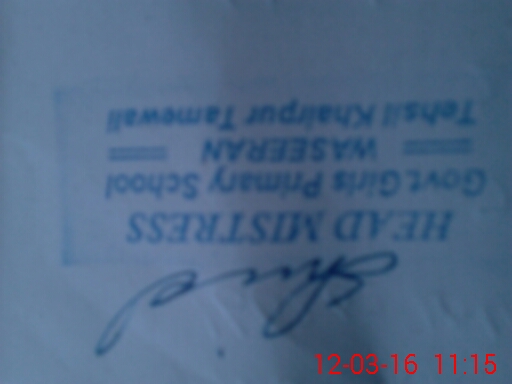 HEAD MISTRESS
Govt.Girls Primary School
WASEERAN
Tehsil Khairpur Tamewali
12-03-16 11:15